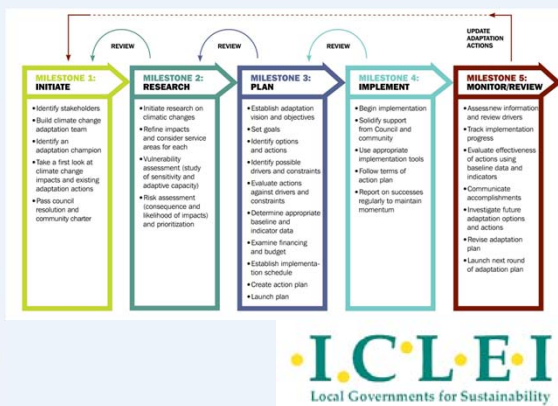 UPDATE
ADAPTATION
ACTIONS
REVIEW
REVIEW
REVIEW
MILESTONE 1:
INITIATE
•Identify stakeholders
•Build climate change
adaptation team
•Identify an
adaptation champion
•Take a first look at
climate change
impacts and existing
adaptation actions
•Pass council
resolution and
community charter
MILESTONE 2:
RESEARCH
•Initiate research on
climatic changes
•Refine impacts
and consider service
areas for each
•Vulnerability
assessment (study
of sensitivity and
adaptive capacity)
•Risk assessment
(consequence and
likelihood of impacts)
and prioritization
MILESTONE 3:
PLAN
•Establish adaptation
vision and objectives
•Set goals
•Identify options
and actions
•Identify possible
drivers and constraints
•Evaluate actions
against drivers and
constraints
•Determine appropriate
baseline and
indicator data
•Examine financing
and budget
•Establish implementa-
tion schedule
•Create action plan
•Launch plan
MILESTONE 4:
IMPLEMENT
•Begin implementation
•Solidify support
from Council and
community
•Use appropriate
implementation tools
•Follow terms of
action plan
•Report on successes
regularly to maintain
momentum
MILESTONE 5:
MONITOR/REVIEW
•Assess new information
and review drivers
•Track implementation
progress
•Evaluate effectiveness
of actions using
baseline data and
indicators
•Communicate
accomplishments
•Investigate future
adaptation options
and actions
•Revise adaptation
plan
•Launch next round
of adaptation plan
•I.C•L•E•I
Local Governments for Sustainability